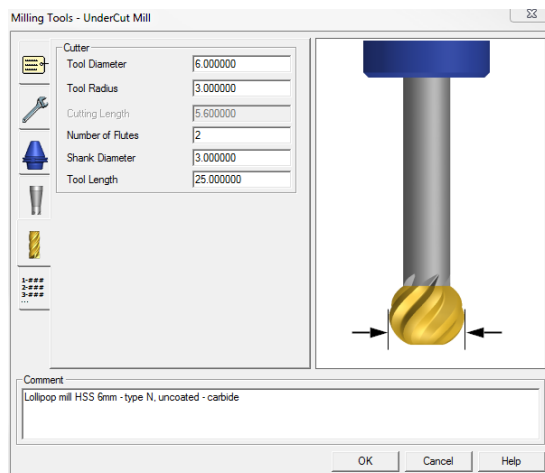 Milling Tools - UnderCut Mill
Cutter
Tool Diameter 6.000000
Tool Radius 3.000000
Cutting Length 5.600000
Number of Flutes 2
Shank Diameter 3.000000
Tool Length 25.000000
1-###
2-###
3-###
...
Comment
Lollipop mill HSS 6mm - type N, uncoated - carbide
OK Cancel Help